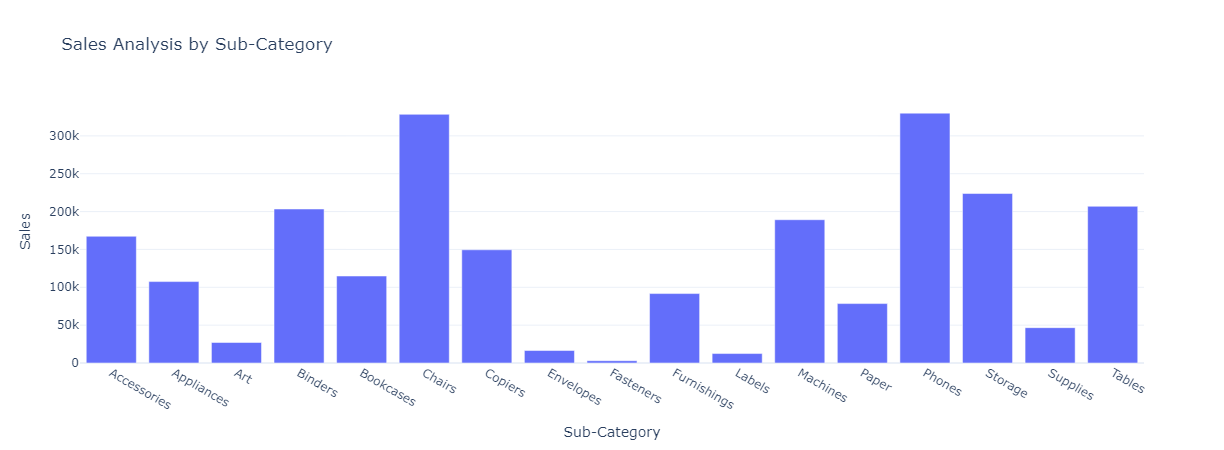 Sales Analysis by Sub-Category
300k
250k
200k
150k
100k
50k
0
Sales
Accessories
Appliances
Art
Binders
Bookcases
Chairs
Copiers
Envelopes
Fasteners
Furnishings
Labels
Machines
Paper
Phones
Storage
Supplies
Tables
Sub-Category